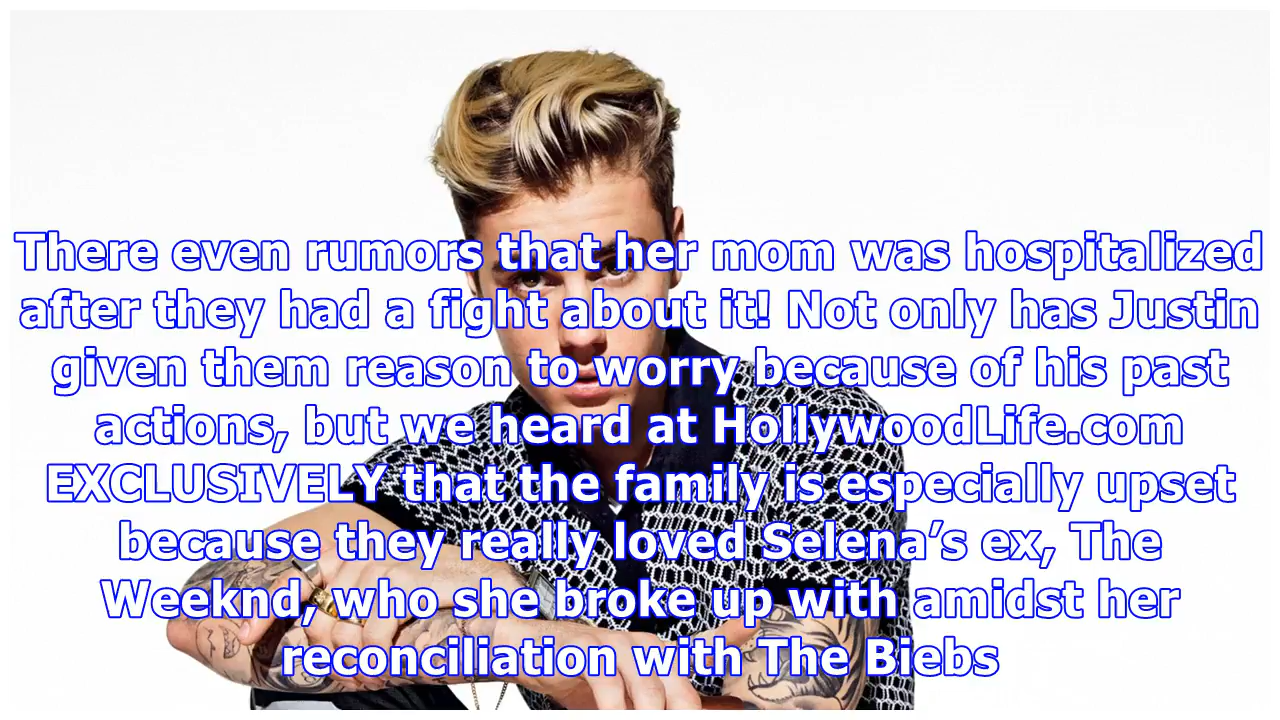 There even rumors that her mom was hospitalized
after they had a fight about it! Not only has Justin
given them reason to worry because of his past
actions, but we heard at HollywoodLife.com
EXCLUSIVELY that the family is especially upset
because they really loved Selena’s ex, The
Weeknd, who she broke up with amidst her
reconciliation with The Biebs